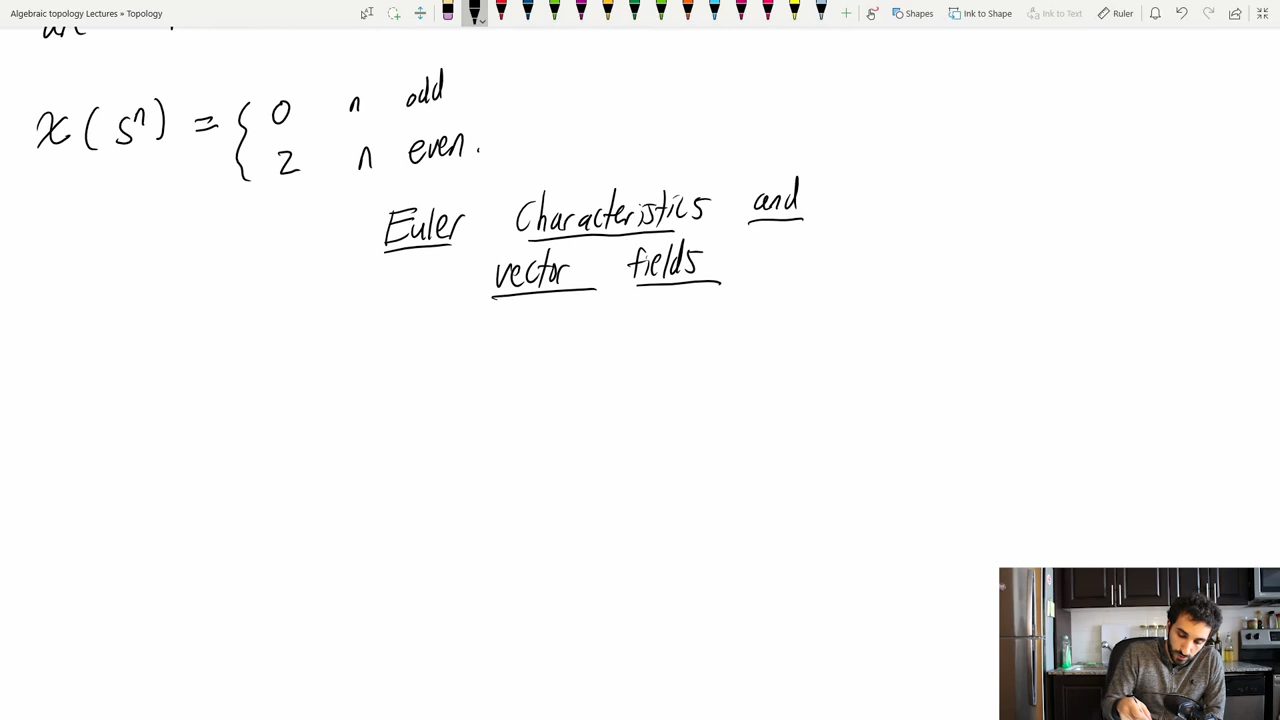 Algebraic topology Lectures » Topology
Shapes Ink to Shape Ink to Text Ruler
χ(Sⁿ) = { 0 n odd
2 n even.
Euler Characteristics and
vector fields